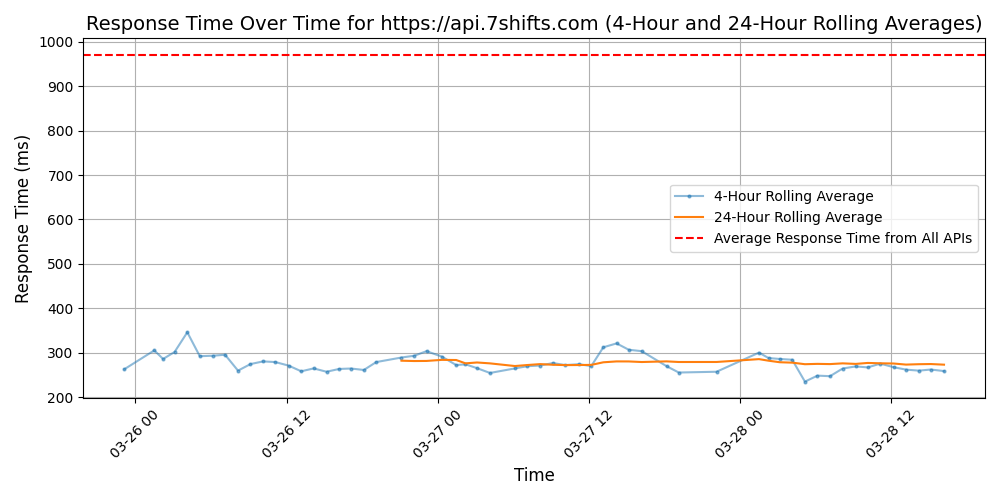 Response Time Over Time for https://api.7shifts.com (4-Hour and 24-Hour Rolling Averages)
1000
900
800
700
600
500
400
300
200
Response Time (ms)
4-Hour Rolling Average
24-Hour Rolling Average
Average Response Time from All APIs
03-26 00
03-26 12
03-27 00
03-27 12
03-28 00
03-28 12
Time